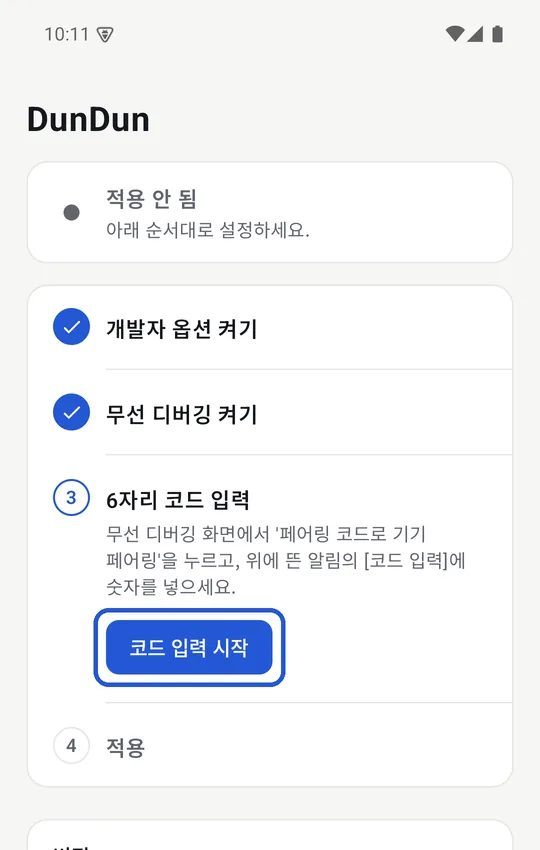 10:11
DunDun
적용 안 됨
아래 순서대로 설정하세요.
개발자 옵션 켜기
무선 디버깅 켜기
3
6자리 코드 입력
무선 디버깅 화면에서 '페어링 코드로 기기
페어링'을 누르고, 위에 뜬 알림의 [코드 입력]에
숫자를 넣으세요.
코드 입력 시작
4
적용